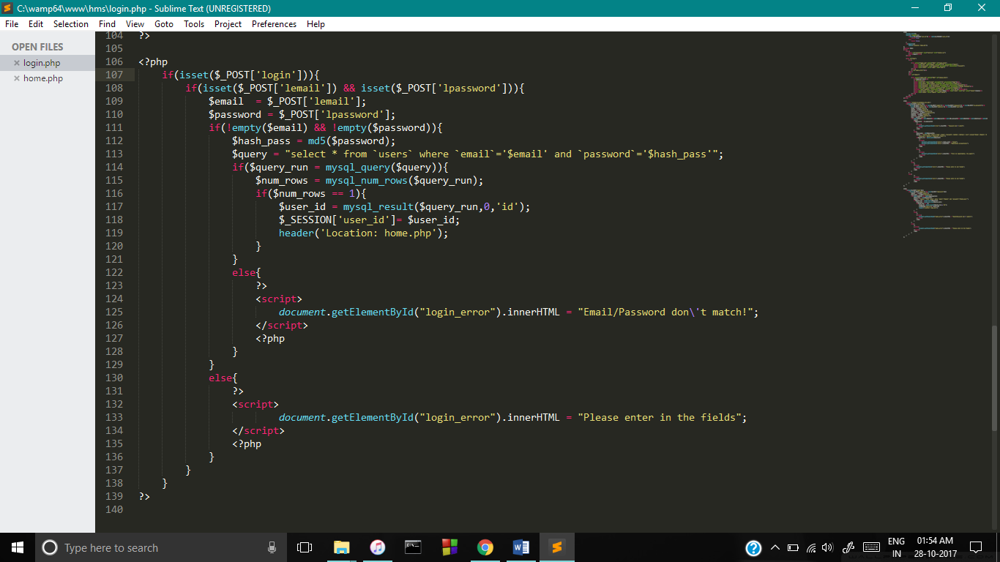 C:\wamp64\www\hms\login.php - Sublime Text (UNREGISTERED)
File Edit Selection Find View Goto Tools Project Preferences Help
OPEN FILES
login.php
home.php
104 ?>
105
106 <?php
107     if(isset($_POST['login'])){
108         if(isset($_POST['lemail']) && isset($_POST['lpassword'])){
109             $email  = $_POST['lemail'];
110             $password = $_POST['lpassword'];
111             if(!empty($email) && !empty($password)){
112                 $hash_pass = md5($password);
113                 $query = "select * from `users` where `email`='$email' and `password`='$hash_pass'";
114                 if($query_run = mysql_query($query)){
115                     $num_rows = mysql_num_rows($query_run);
116                     if($num_rows == 1){
117                         $user_id = mysql_result($query_run,0,'id');
118                         $_SESSION['user_id']= $user_id;
119                         header('Location: home.php');
120                     }
121                 }
122                 else{
123                     ?>
124                     <script>
125                         document.getElementById("login_error").innerHTML = "Email/Password don\'t match!";
126                     </script>
127                     <?php
128                 }
129             }
130             else{
131                 ?>
132                 <script>
133                         document.getElementById("login_error").innerHTML = "Please enter in the fields";
134                 </script>
135                 <?php
136             }
137         }
138     }
139 ?>
140
Type here to search
ENG
IN
01:54 AM
28-10-2017